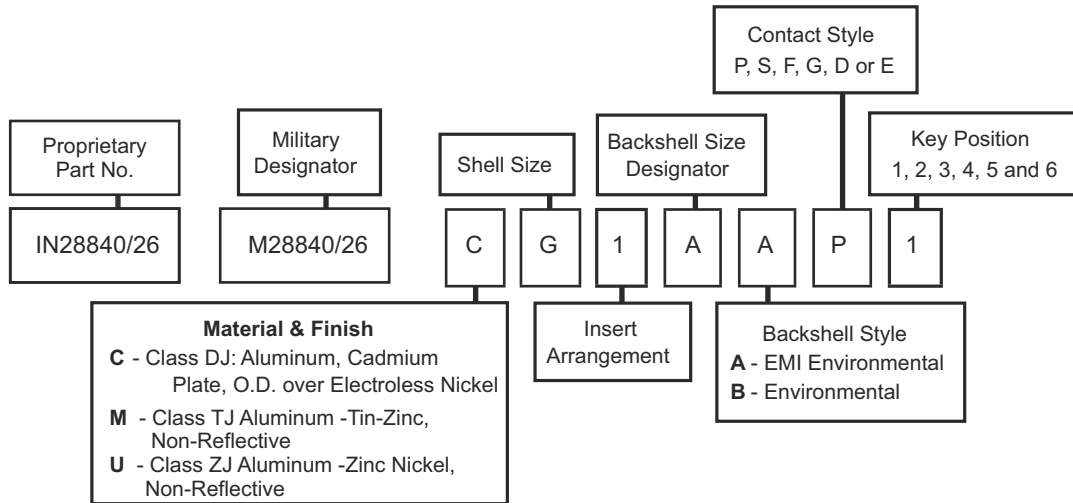 Contact Style
P, S, F, G, D or E
Proprietary
Part No.
Military
Designator
Shell Size
Backshell Size
Designator
Key Position
1, 2, 3, 4, 5 and 6
IN28840/26
M28840/26
C
G
1
A
A
P
1
Material & Finish
C - Class DJ: Aluminum, Cadmium
Plate, O.D. over Electroless Nickel
M - Class TJ Aluminum -Tin-Zinc,
Non-Reflective
U - Class ZJ Aluminum -Zinc Nickel,
Non-Reflective
Insert
Arrangement
Backshell Style
A - EMI Environmental
B - Environmental